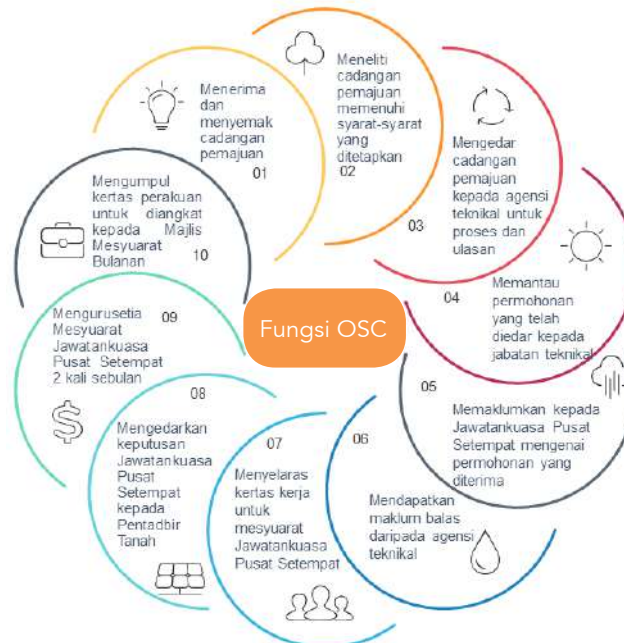 Menerima
dan
menyemak
cadangan
pemajuan
01
Meneliti
cadangan
pemajuan
memenuhi
syarat-syarat
yang
ditetapkan
02
Mengedar
cadangan
pemajuan
kepada agensi
teknikal untuk
proses dan
ulasan
03
Memantau
permohonan
yang telah
diedar kepada
jabatan teknikal
04
05
Memaklumkan kepada
Jawatankuasa Pusat
Setempat mengenai
permohonan yang
diterima
06
Mendapatkan
maklum balas
daripada agensi
teknikal
07
Menyelaras
kertas kerja
untuk
mesyuarat
Jawatankuasa
Pusat Setempat
08
Mengedarkan
keputusan
Jawatankuasa
Pusat
Setempat
kepada
Pentadbir
Tanah
09
Mengurusetia
Mesyuarat
Jawatankuasa
Pusat Setempat
2 kali sebulan
Mengumpul
kertas perakuan
untuk diangkat
kepada Majlis
Mesyuarat
Bulanan
10
Fungsi OSC